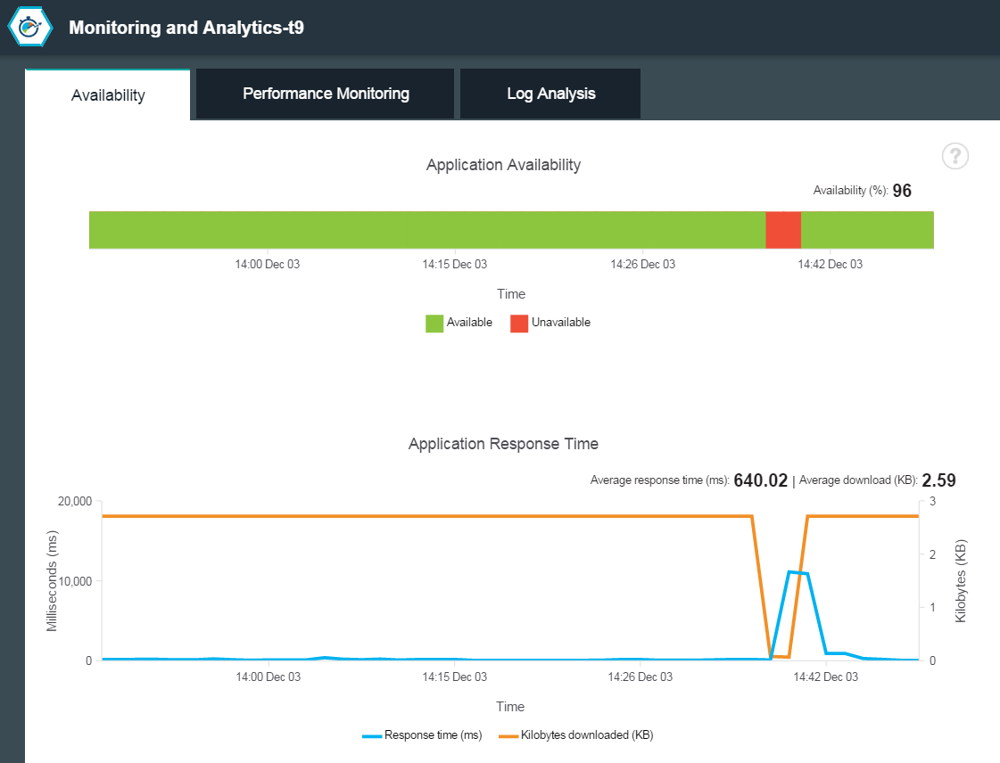 Monitoring and Analytics-t9
Availability
Performance Monitoring
Log Analysis
Application Availability
?
Availability (%): 96
14:00 Dec 03
14:15 Dec 03
14:26 Dec 03
14:42 Dec 03
Time
Available
Unavailable
Application Response Time
Average response time (ms): 640.02 | Average download (KB): 2.59
20,000
10,000
0
Milliseconds (ms)
3
2
1
0
Kilobytes (KB)
14:00 Dec 03
14:15 Dec 03
14:26 Dec 03
14:42 Dec 03
Time
Response time (ms)
Kilobytes downloaded (KB)